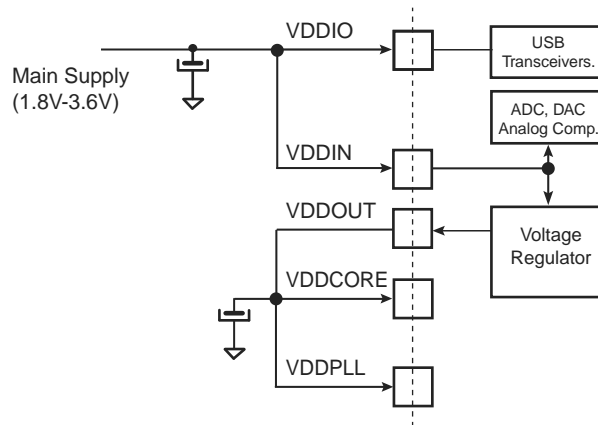 VDDIO
USB
Transceivers.
Main Supply
(1.8V-3.6V)
ADC, DAC
Analog Comp.
VDDIN
VDDOUT
Voltage
Regulator
VDDCORE
VDDPLL